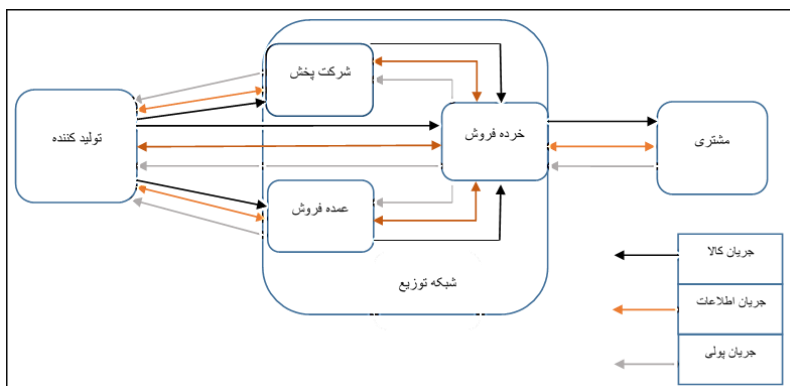 شرکت پخش
تولید کننده
خرده فروش
مشتری
عمده فروش
شبکه توزیع
جریان کالا
جریان اطلاعات
جریان پولی